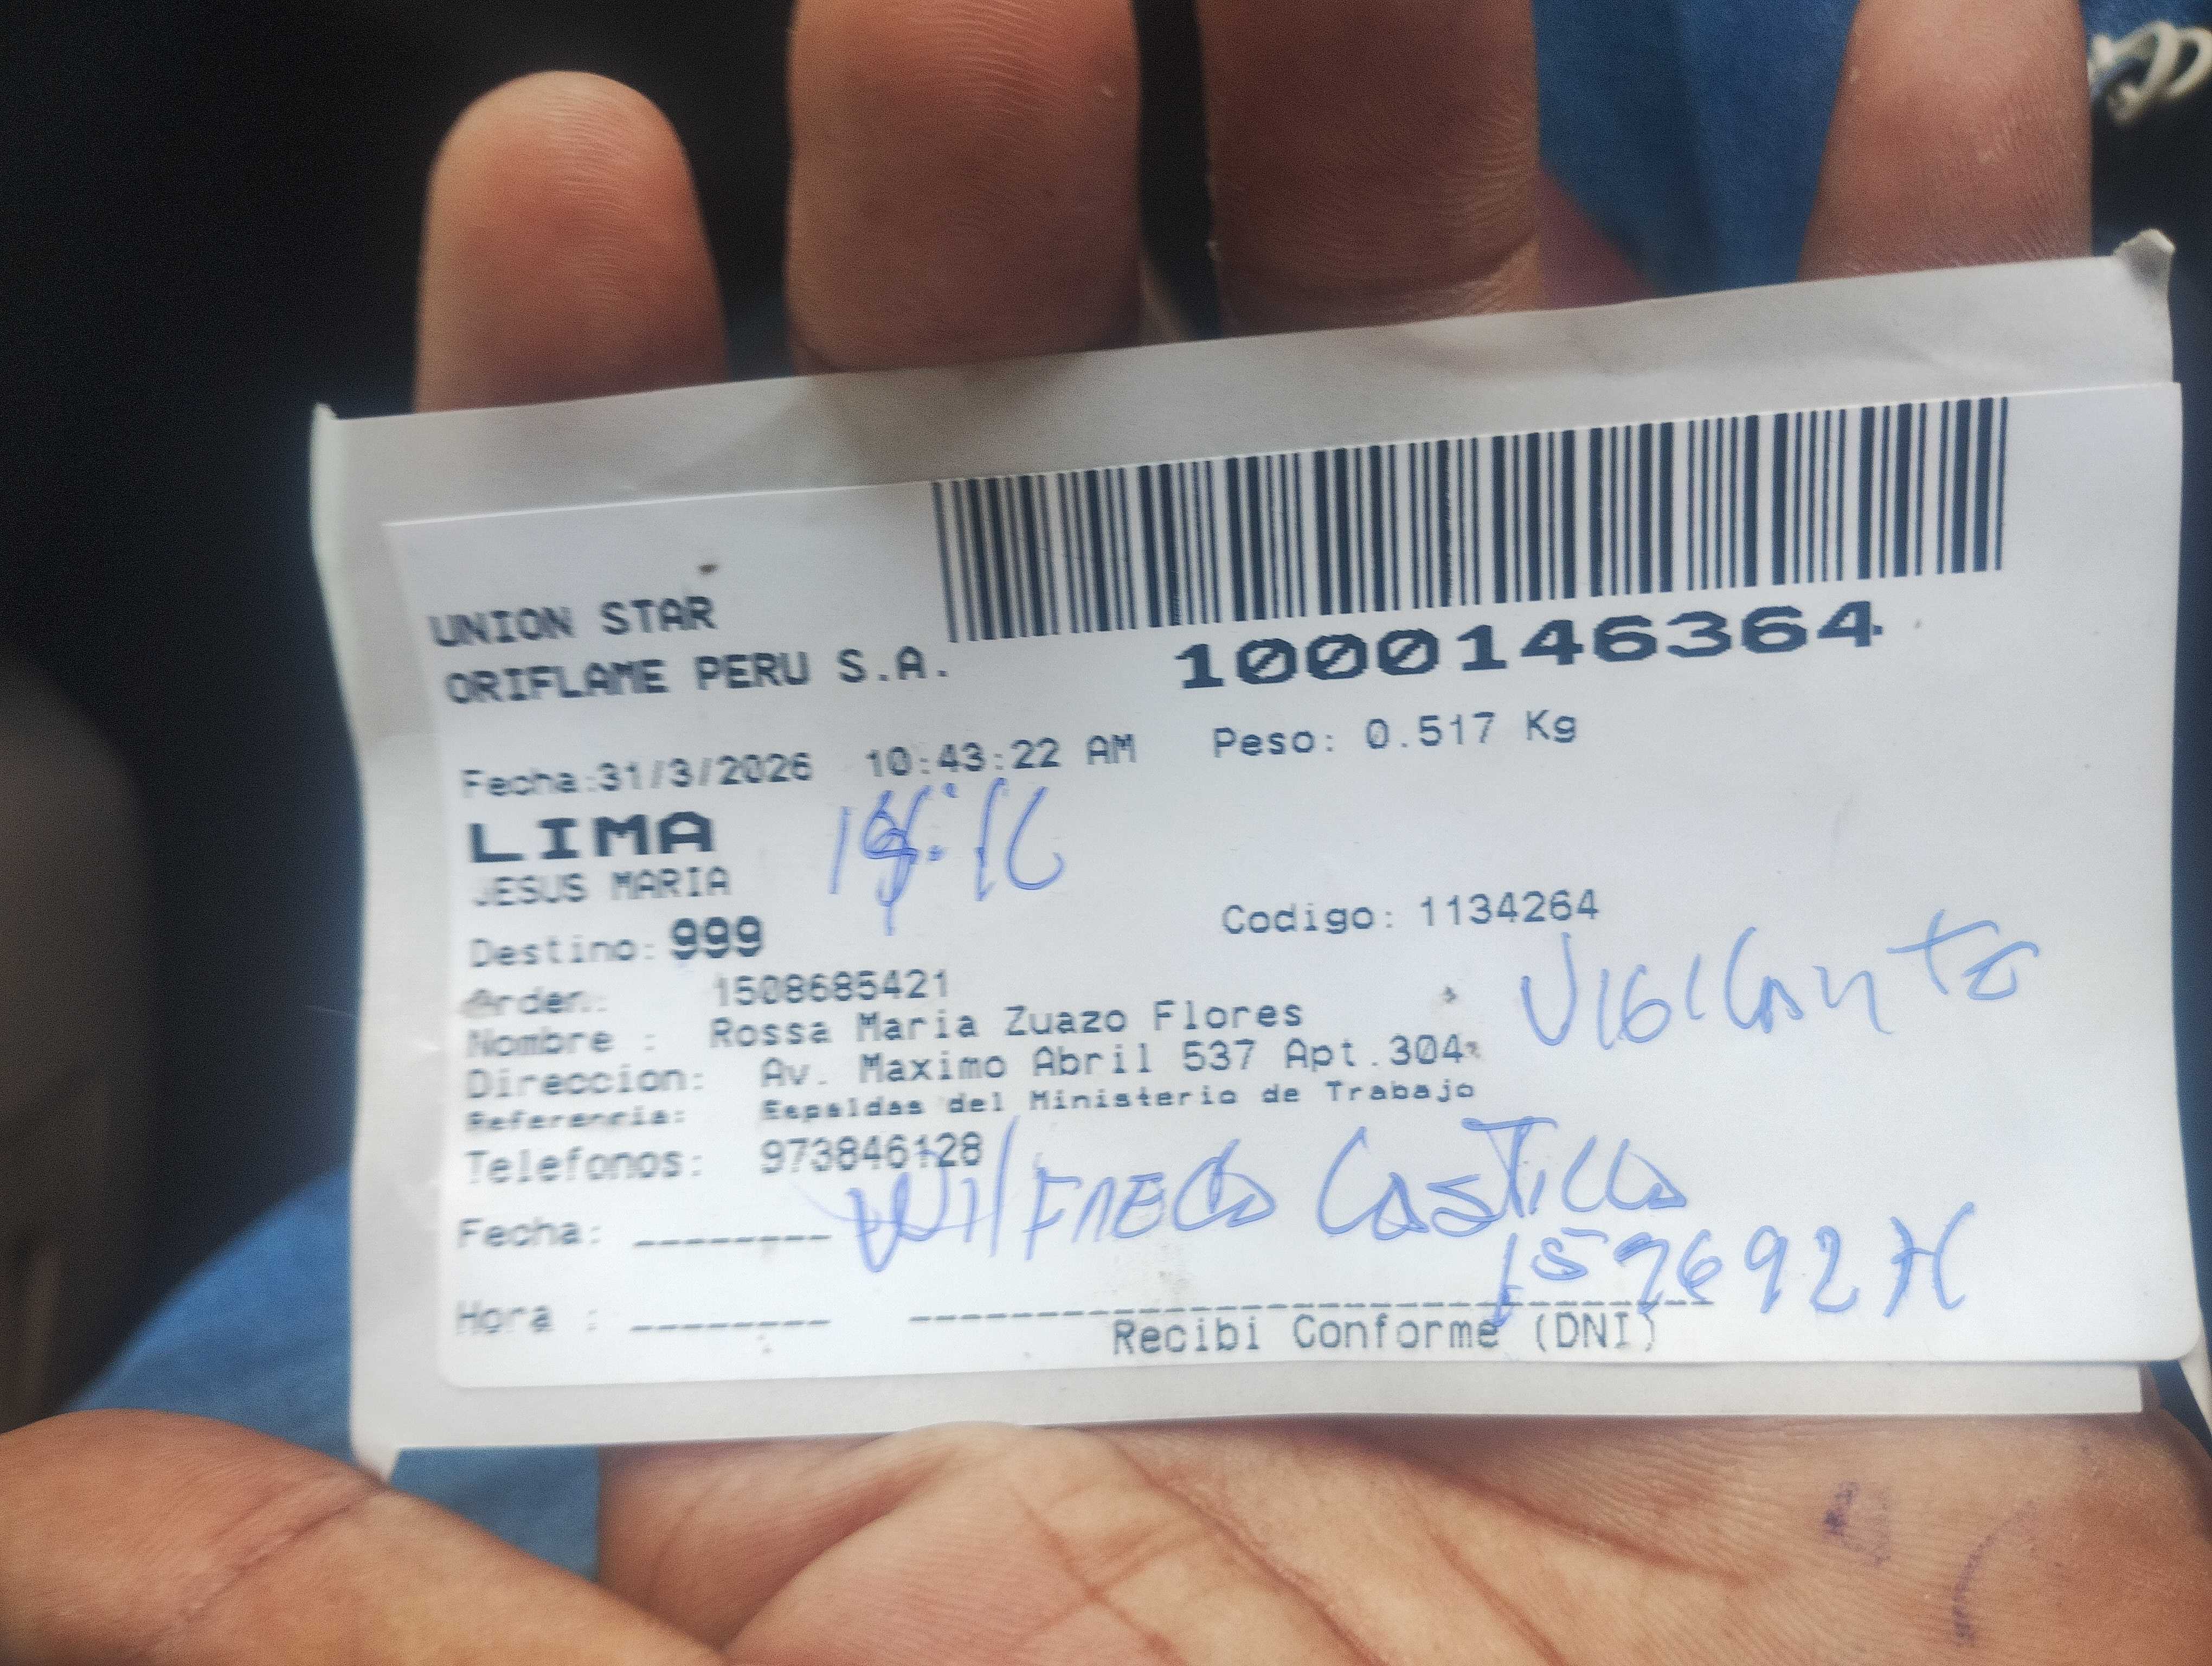 1000146364
UNION STAR
ORIFLAME PERU S.A.
Fecha:31/3/2026 10:43:22 AM Peso: 0.517 Kg
LIMA
JESUS MARIA
Destino: 999 Codigo: 1134264
Orden: 1508685421
Vigilante
Nombre : Rossa Maria Zuazo Flores
Direccion: Av. Maximo Abril 537 Apt.304
Referencia: Espaldas del Ministerio de Trabajo
Telefonos: 973846128
Wilfredo Castillo
Fecha: --------
Hora : --------
Recibi Conforme (DNI)